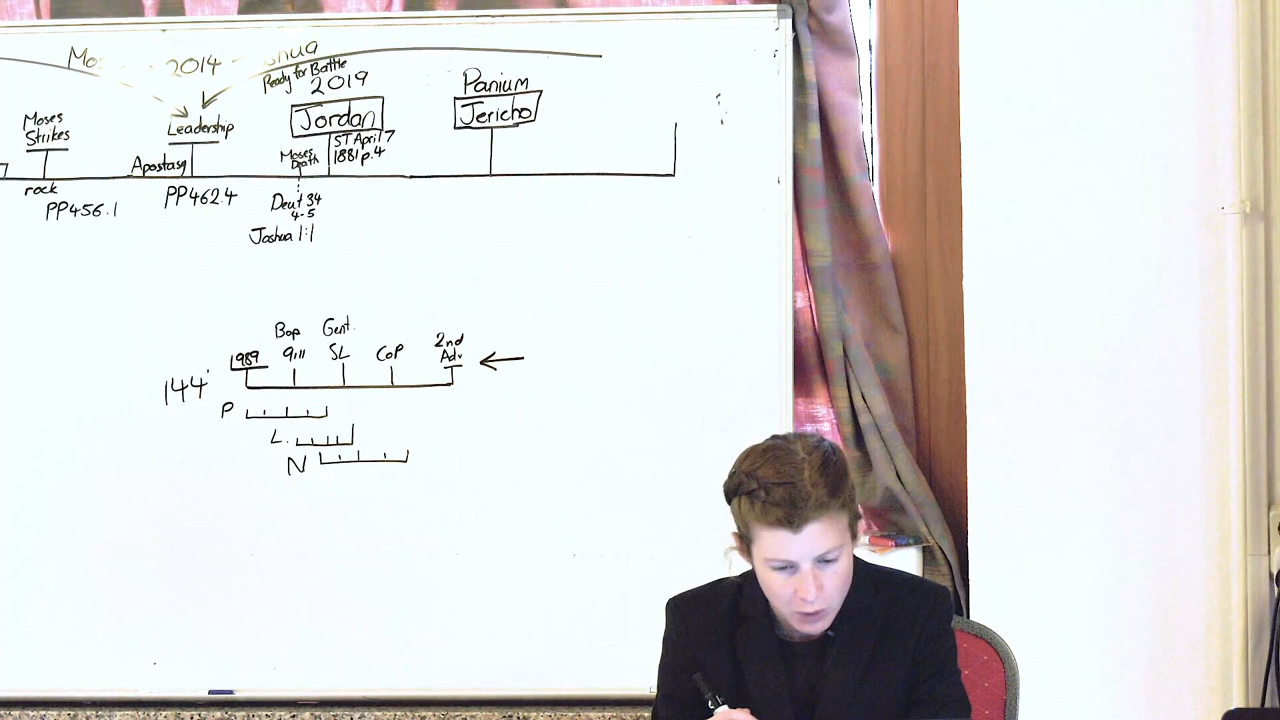 2014
Ready for Battle
2019
Panium
Moses
Strikes
Leadership
Jordan
Jericho
Apostasy
Moses
Death
ST April 7
1881 p.4
rock
PP456.1
PP462.4
Deut 34
4-5
Joshua 1:1
Bop
Gent.
2nd
1989
9/11
SL
CoP
Adv
144
P
L.
N